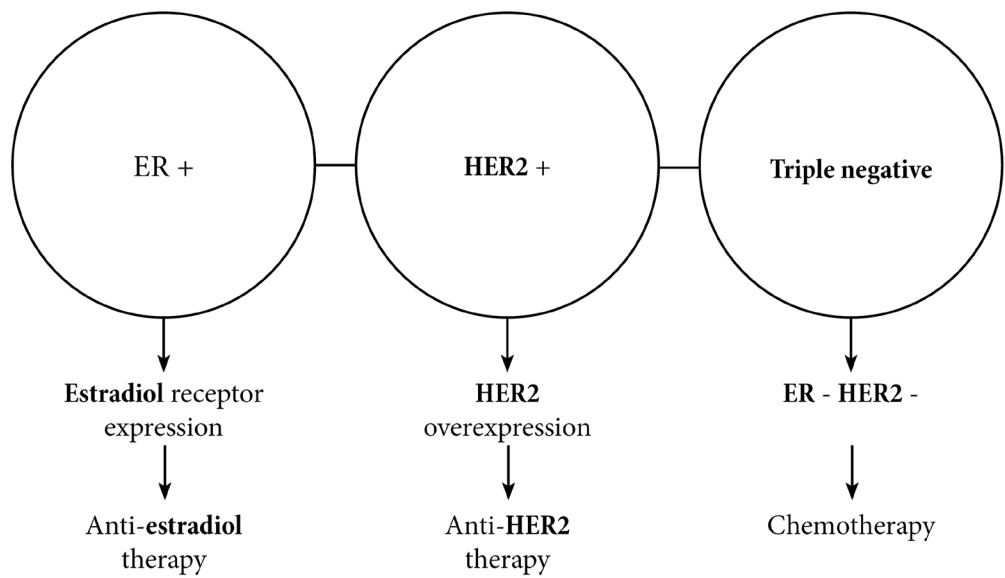 ER +
HER2 +
Triple negative
Estradiol receptor
expression
HER2
overexpression
ER - HER2 -
Anti-estradiol
therapy
Anti-HER2
therapy
Chemotherapy